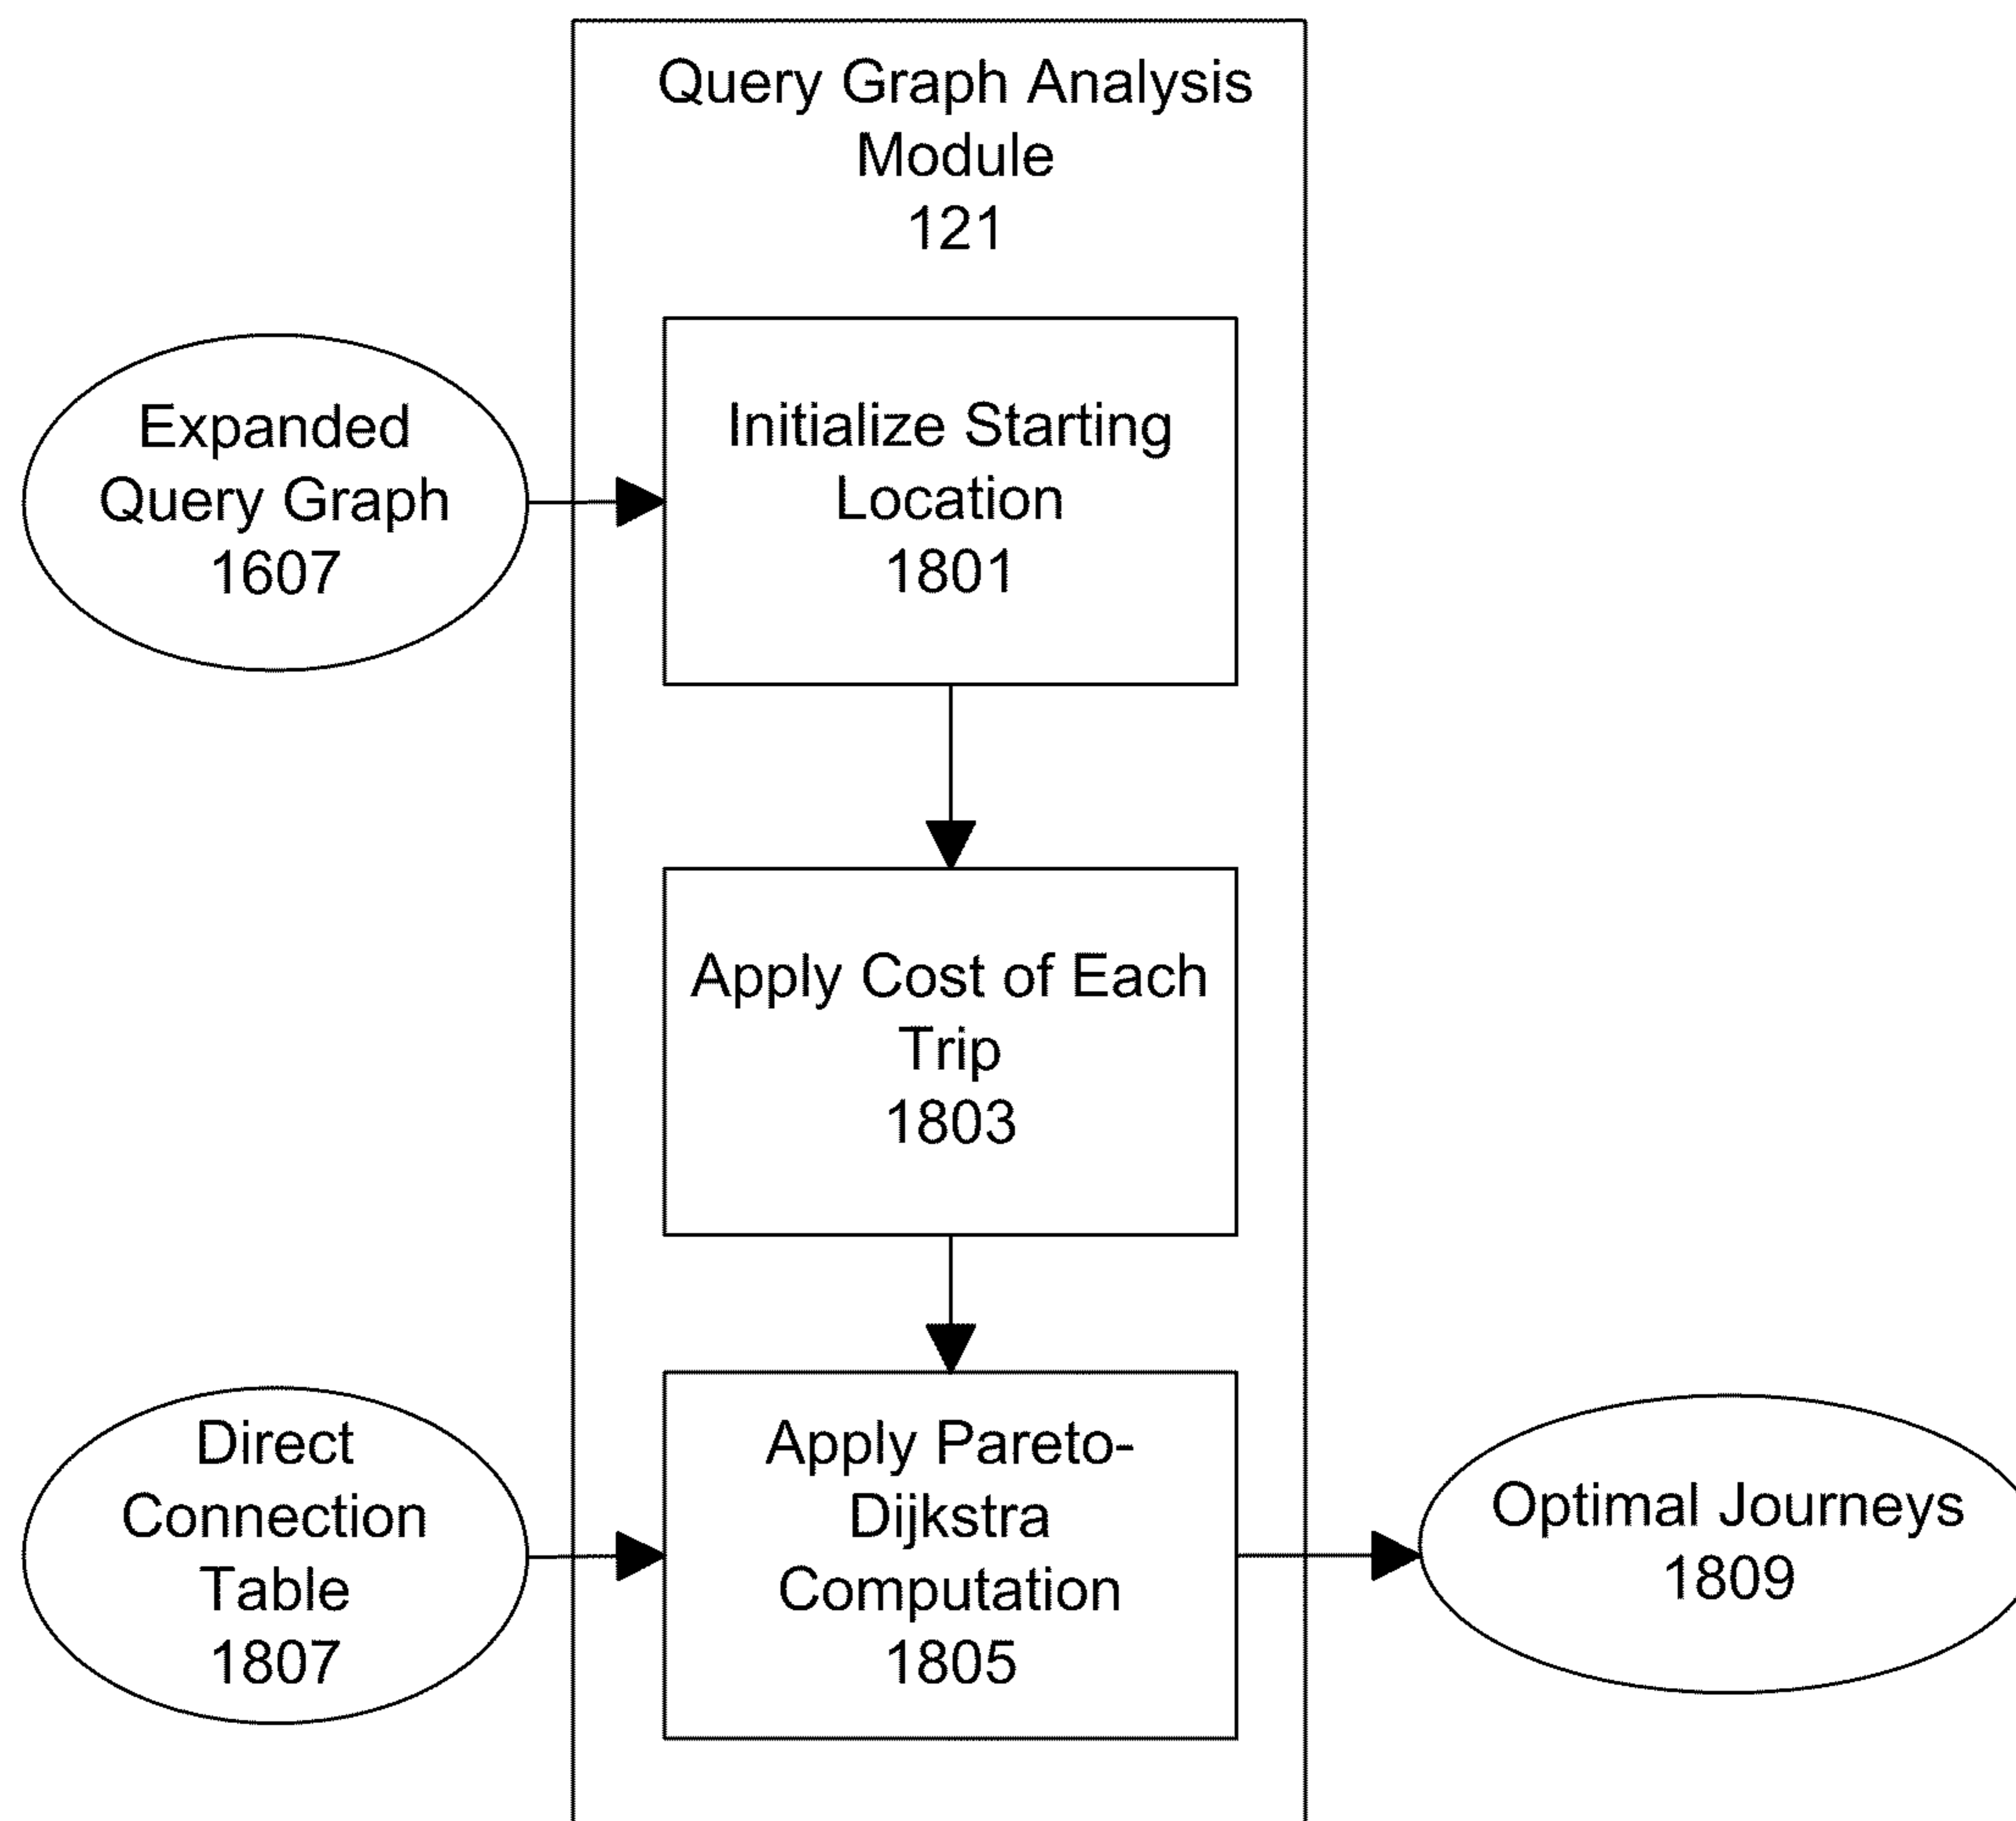 Query Graph Analysis
Module
121
Expanded
Query Graph
1607
Initialize Starting
Location
1801
Apply Cost of Each
Trip
1803
Direct
Connection
Table
1807
Apply Pareto-
Dijkstra
Computation
1805
Optimal Journeys
1809